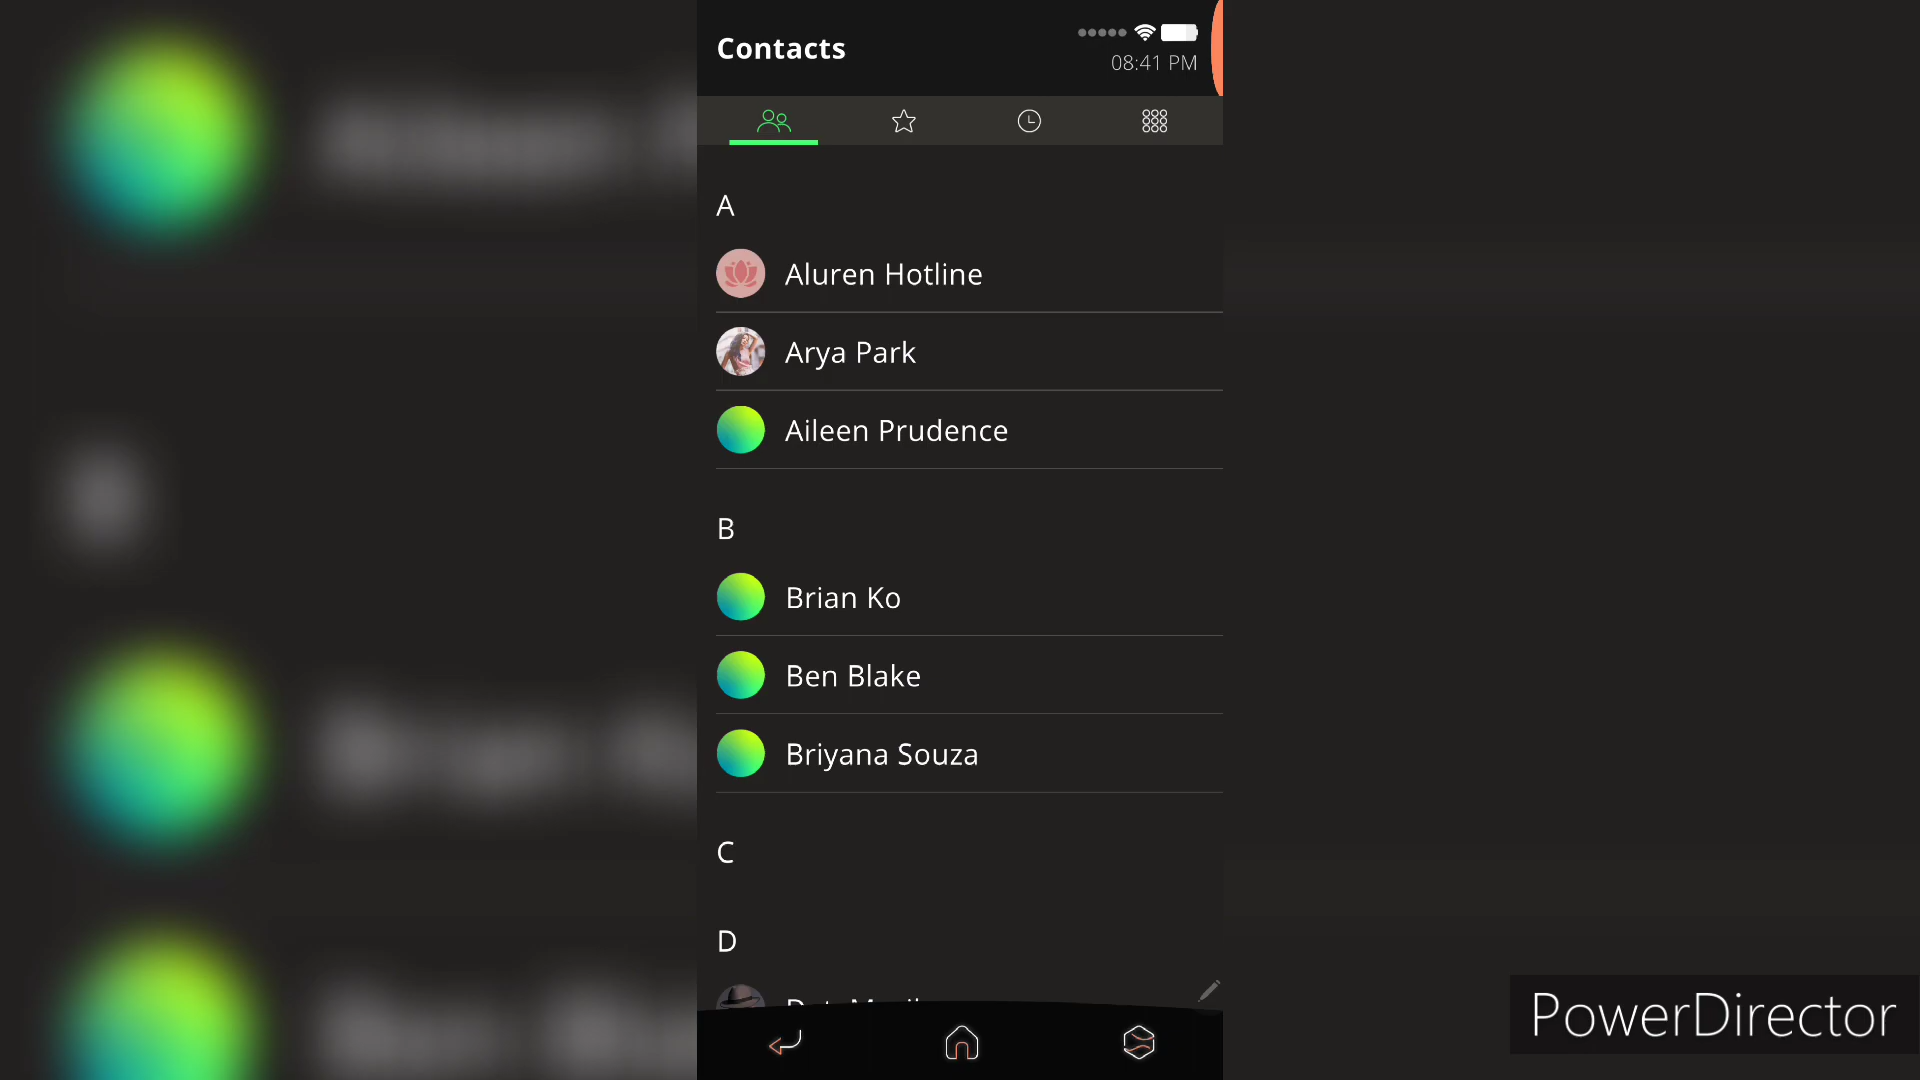 Contacts
08:41 PM
A
Aluren Hotline
Arya Park
Aileen Prudence
B
Brian Ko
Ben Blake
Briyana Souza
C
D
PowerDirector